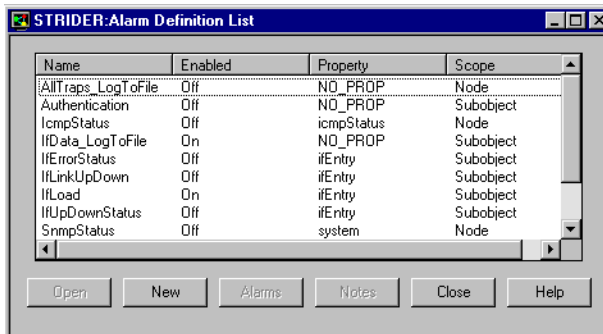 STRIDER:Alarm Definition List
Name Enabled Property Scope
AllTraps_LogToFile Off NO_PROP Node
Authentication Off NO_PROP Subobject
IcmpStatus Off icmpStatus Node
IfData_LogToFile On NO_PROP Subobject
IfErrorStatus Off ifEntry Subobject
IfLinkUpDown Off ifEntry Subobject
IfLoad On ifEntry Subobject
IfUpDownStatus Off ifEntry Subobject
SnmpStatus Off system Node
Open New Alarms Notes Close Help